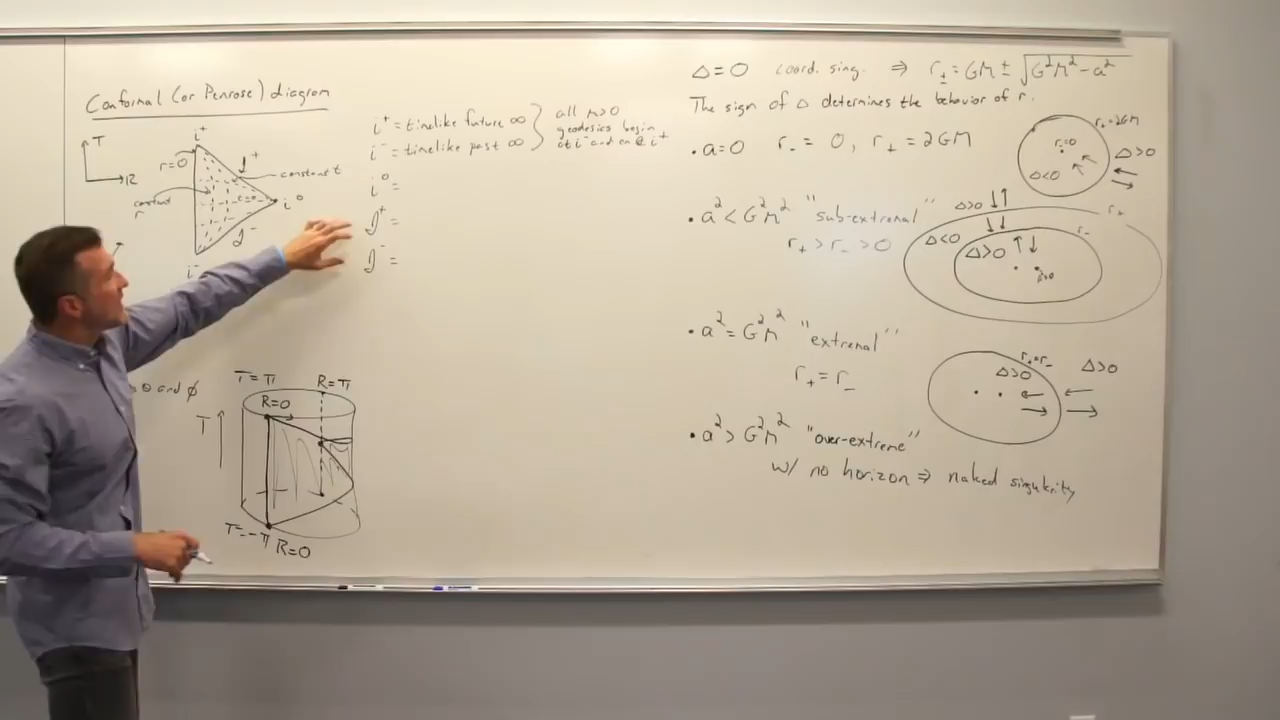 Conformal (or Penrose) diagram
T
R
i⁺
r=0
𝓘⁺
constant t
constant
r
t=0
i⁰
𝓘⁻
i⁻
i⁺ = timelike future ∞
i⁻ = timelike past ∞
all m>0
geodesics begin
at i⁻ and end @ i⁺
i⁰ =
𝓘⁺ =
𝓘⁻ =
θ and φ
T = π
R = π
R=0
T
T = -π
R=0
Δ=0 coord. sing. ⇒ r± = GM ± √G²M² - a²
The sign of Δ determines the behavior of r.
• a=0 r₋ = 0, r₊ = 2GM
r₊=2GM
r=0
Δ<0
Δ>0
• a² < G²M² "sub-extremal"
r₊ > r₋ > 0
Δ>0
r₊
Δ<0
r₋
Δ>0
• a² = G²M² "extremal"
r₊ = r₋
r₊=r₋
Δ>0
Δ>0
• a² > G²M² "over-extreme"
w/ no horizon ⇒ naked singularity